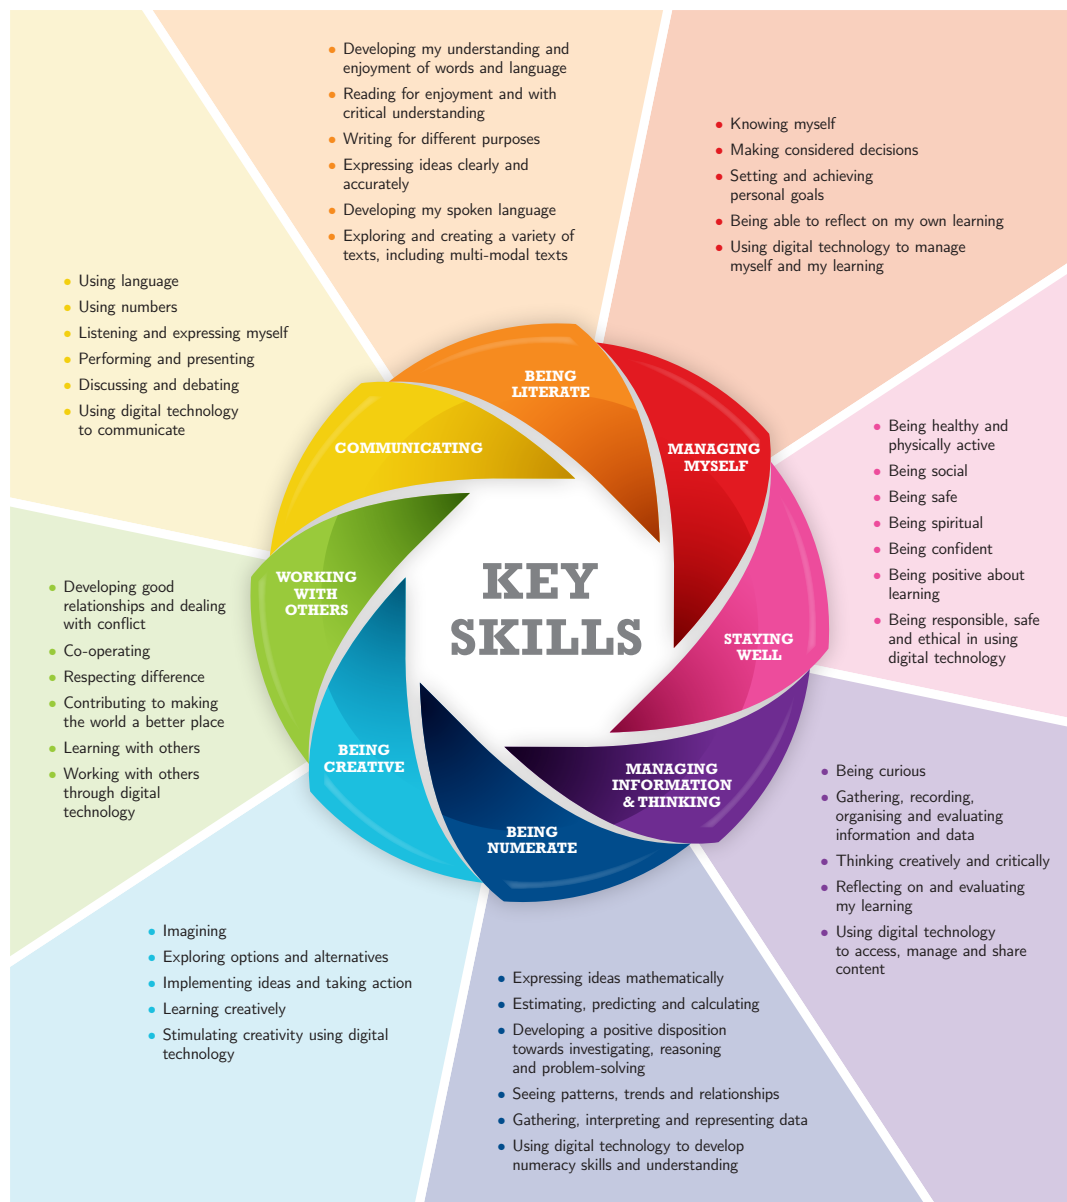 KEY
SKILLS
BEING
LITERATE
• Developing my understanding and
enjoyment of words and language
• Reading for enjoyment and with
critical understanding
• Writing for different purposes
• Expressing ideas clearly and
accurately
• Developing my spoken language
• Exploring and creating a variety of
texts, including multi-modal texts
MANAGING
MYSELF
• Knowing myself
• Making considered decisions
• Setting and achieving
personal goals
• Being able to reflect on my own learning
• Using digital technology to manage
myself and my learning
STAYING
WELL
• Being healthy and
physically active
• Being social
• Being safe
• Being spiritual
• Being confident
• Being positive about
learning
• Being responsible, safe
and ethical in using
digital technology
MANAGING
INFORMATION
& THINKING
• Being curious
• Gathering, recording,
organising and evaluating
information and data
• Thinking creatively and critically
• Reflecting on and evaluating
my learning
• Using digital technology
to access, manage and share
content
BEING
NUMERATE
• Expressing ideas mathematically
• Estimating, predicting and calculating
• Developing a positive disposition
towards investigating, reasoning
and problem-solving
• Seeing patterns, trends and relationships
• Gathering, interpreting and representing data
• Using digital technology to develop
numeracy skills and understanding
BEING
CREATIVE
• Imagining
• Exploring options and alternatives
• Implementing ideas and taking action
• Learning creatively
• Stimulating creativity using digital
technology
WORKING
WITH
OTHERS
• Developing good
relationships and dealing
with conflict
• Co-operating
• Respecting difference
• Contributing to making
the world a better place
• Learning with others
• Working with others
through digital
technology
COMMUNICATING
• Using language
• Using numbers
• Listening and expressing myself
• Performing and presenting
• Discussing and debating
• Using digital technology
to communicate